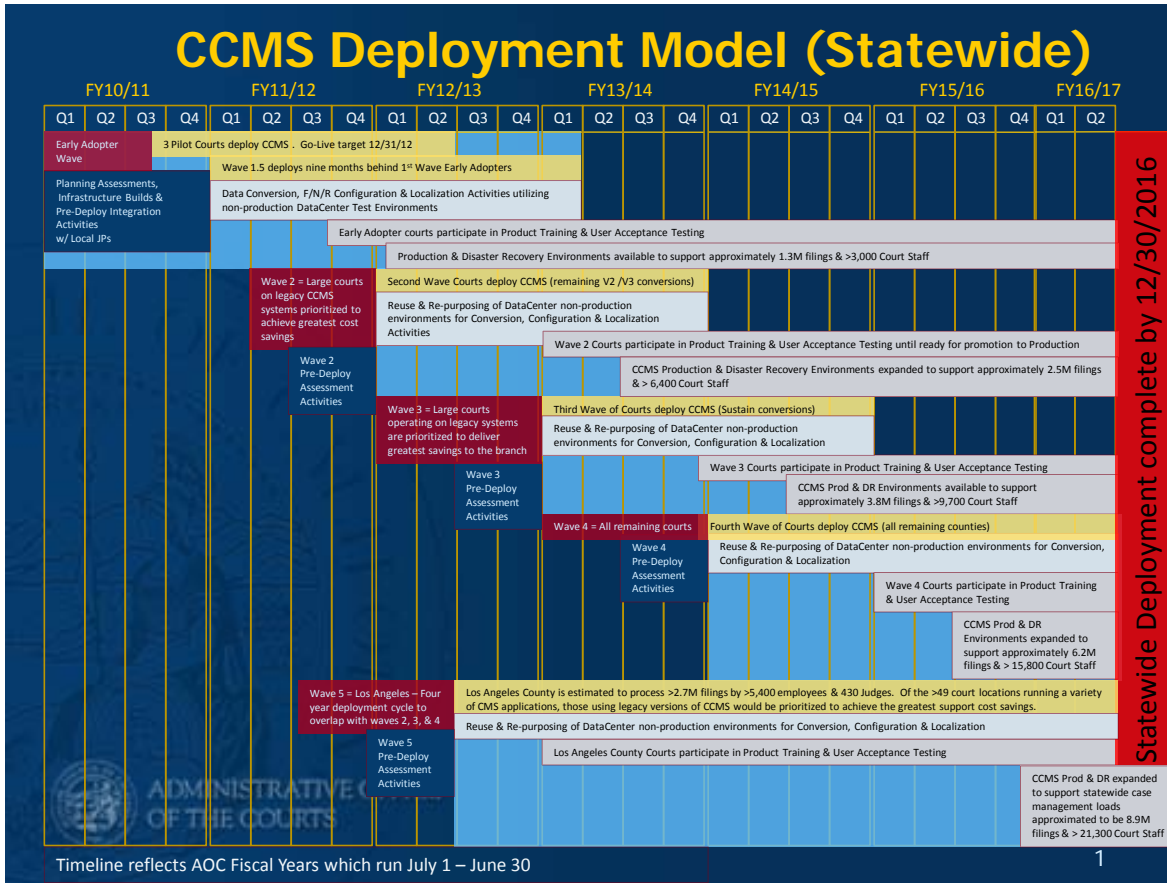 CCMS Deployment Model (Statewide)
FY10/11 FY11/12 FY12/13 FY13/14 FY14/15 FY15/16 FY16/17
Q1 Q2 Q3 Q4 Q1 Q2 Q3 Q4 Q1 Q2 Q3 Q4 Q1 Q2 Q3 Q4 Q1 Q2 Q3 Q4 Q1 Q2 Q3 Q4 Q1 Q2
Early Adopter
Wave
3 Pilot Courts deploy CCMS . Go-Live target 12/31/12
Wave 1.5 deploys nine months behind 1st Wave Early Adopters
Planning Assessments,
Infrastructure Builds &
Pre-Deploy Integration
Activities
w/ Local JPs
Data Conversion, F/N/R Configuration & Localization Activities utilizing
non-production DataCenter Test Environments
Early Adopter courts participate in Product Training & User Acceptance Testing
Production & Disaster Recovery Environments available to support approximately 1.3M filings & >3,000 Court Staff
Wave 2 = Large courts
on legacy CCMS
systems prioritized to
achieve greatest cost
savings
Second Wave Courts deploy CCMS (remaining V2 /V3 conversions)
Reuse & Re-purposing of DataCenter non-production
environments for Conversion, Configuration & Localization
Activities
Wave 2 Courts participate in Product Training & User Acceptance Testing until ready for promotion to Production
Wave 2
Pre-Deploy
Assessment
Activities
CCMS Production & Disaster Recovery Environments expanded to support approximately 2.5M filings
& > 6,400 Court Staff
Wave 3 = Large courts
operating on legacy systems
are prioritized to deliver
greatest savings to the branch
Third Wave of Courts deploy CCMS (Sustain conversions)
Reuse & Re-purposing of DataCenter non-production
environments for Conversion, Configuration & Localization
Wave 3 Courts participate in Product Training & User Acceptance Testing
Wave 3
Pre-Deploy
Assessment
Activities
CCMS Prod & DR Environments available to support
approximately 3.8M filings & >9,700 Court Staff
Wave 4 = All remaining courts
Fourth Wave of Courts deploy CCMS (all remaining counties)
Wave 4
Pre-Deploy
Assessment
Activities
Reuse & Re-purposing of DataCenter non-production environments for Conversion,
Configuration & Localization
Wave 4 Courts participate in Product Training
& User Acceptance Testing
CCMS Prod & DR
Environments expanded to
support approximately 6.2M
filings & > 15,800 Court Staff
Wave 5 = Los Angeles – Four
year deployment cycle to
overlap with waves 2, 3, & 4
Los Angeles County is estimated to process >2.7M filings by >5,400 employees & 430 Judges. Of the >49 court locations running a variety
of CMS applications, those using legacy versions of CCMS would be prioritized to achieve the greatest support cost savings.
Reuse & Re-purposing of DataCenter non-production environments for Conversion, Configuration & Localization
Wave 5
Pre-Deploy
Assessment
Activities
Los Angeles County Courts participate in Product Training & User Acceptance Testing
CCMS Prod & DR expanded
to support statewide case
management loads
approximated to be 8.9M
filings & > 21,300 Court Staff
Statewide Deployment complete by 12/30/2016
ADMINISTRATIVE
OF THE COURTS
Timeline reflects AOC Fiscal Years which run July 1 – June 30
1